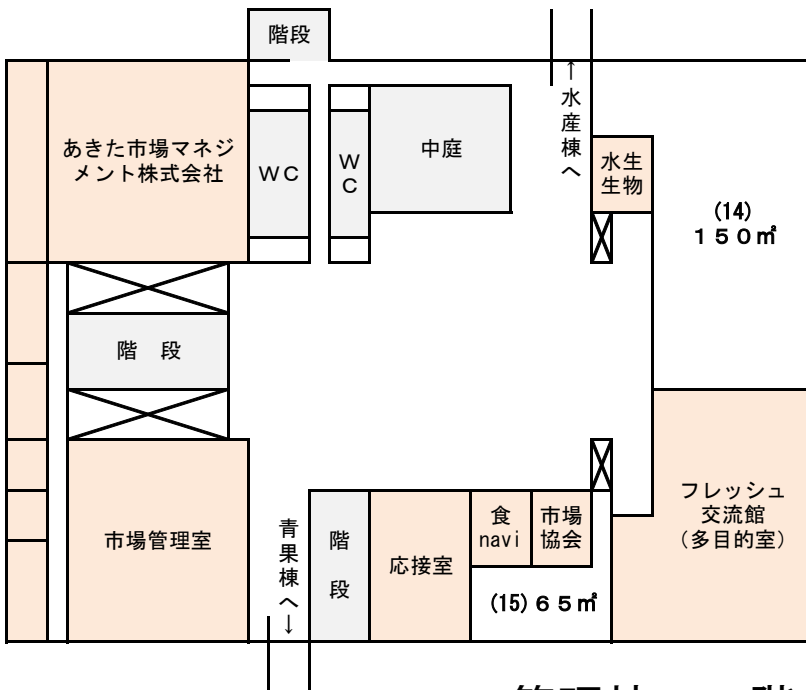 階段
あきた市場マネジ
メント株式会社
ＷＣ
Ｗ
Ｃ
中庭
↑水産棟へ
水生
生物
(14)
１５０㎡
階　段
市場管理室
青果棟へ↓
階
段
応接室
食
navi
市場
協会
(15)６５㎡
フレッシュ
交流館
（多目的室）